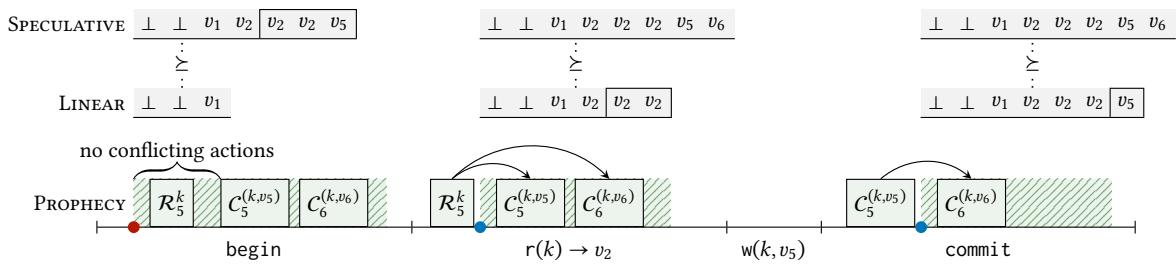 SPECULATIVE ⊥ ⊥ v₁ v₂ v₂ v₂ v₅ ⊥ ⊥ v₁ v₂ v₂ v₂ v₅ v₆ ⊥ ⊥ v₁ v₂ v₂ v₂ v₅ v₆
≽ ≽ ≽
LINEAR ⊥ ⊥ v₁ ⊥ ⊥ v₁ v₂ v₂ v₂ ⊥ ⊥ v₁ v₂ v₂ v₂ v₅
no conflicting actions
PROPHECY R₅ᵏ C₅^(k,v₅) C₆^(k,v₆) R₅ᵏ C₅^(k,v₅) C₆^(k,v₆) C₅^(k,v₅) C₆^(k,v₆)
begin r(k) → v₂ w(k, v₅) commit